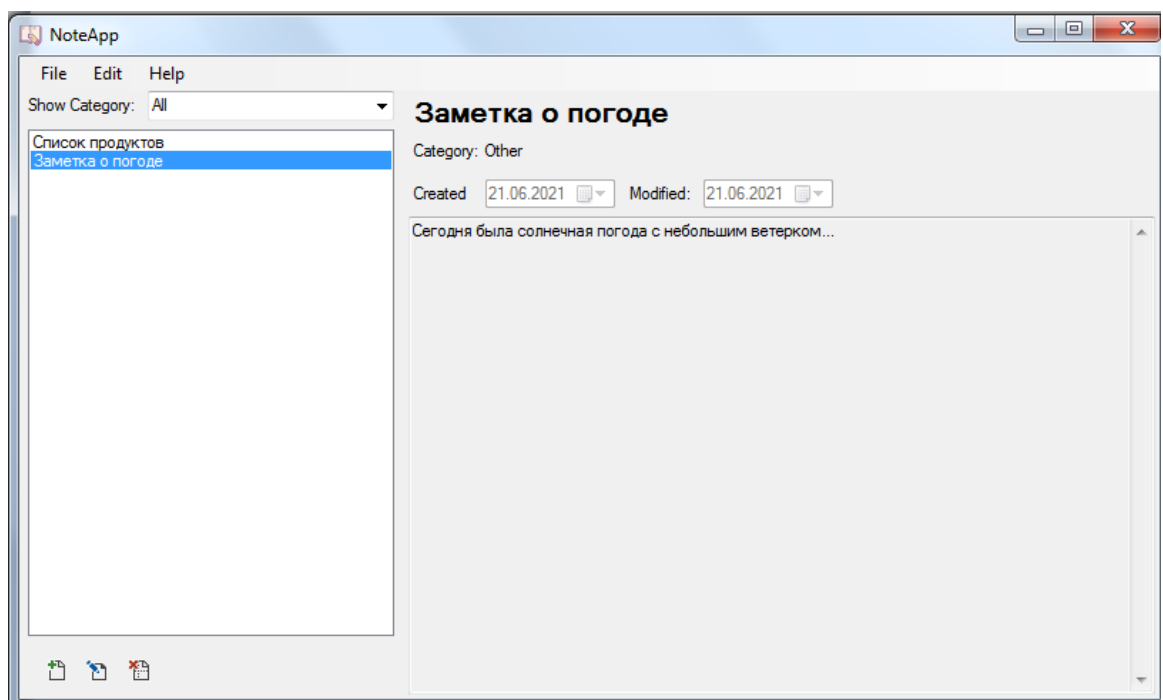 NoteApp
File Edit Help
Show Category: All
Список продуктов
Заметка о погоде
Заметка о погоде
Category: Other
Created 21.06.2021 Modified: 21.06.2021
Сегодня была солнечная погода с небольшим ветерком...